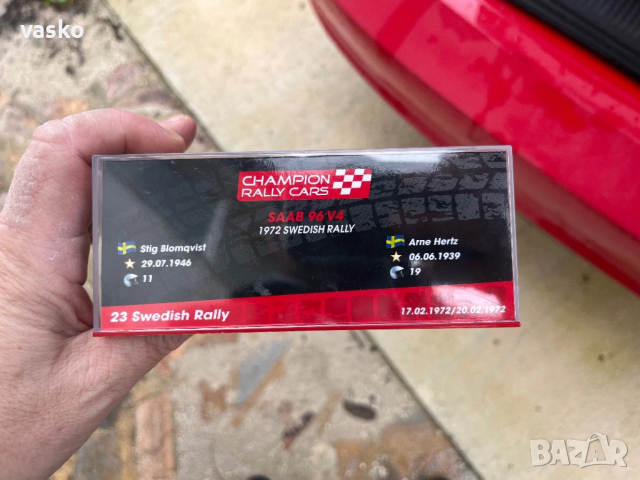 vasko
CHAMPION
RALLY CARS
SAAB 96 V4
1972 SWEDISH RALLY
Stig Blomqvist
29.07.1946
11
Arne Hertz
06.06.1939
19
23 Swedish Rally
17.02.1972/20.02.1972
BAZAR